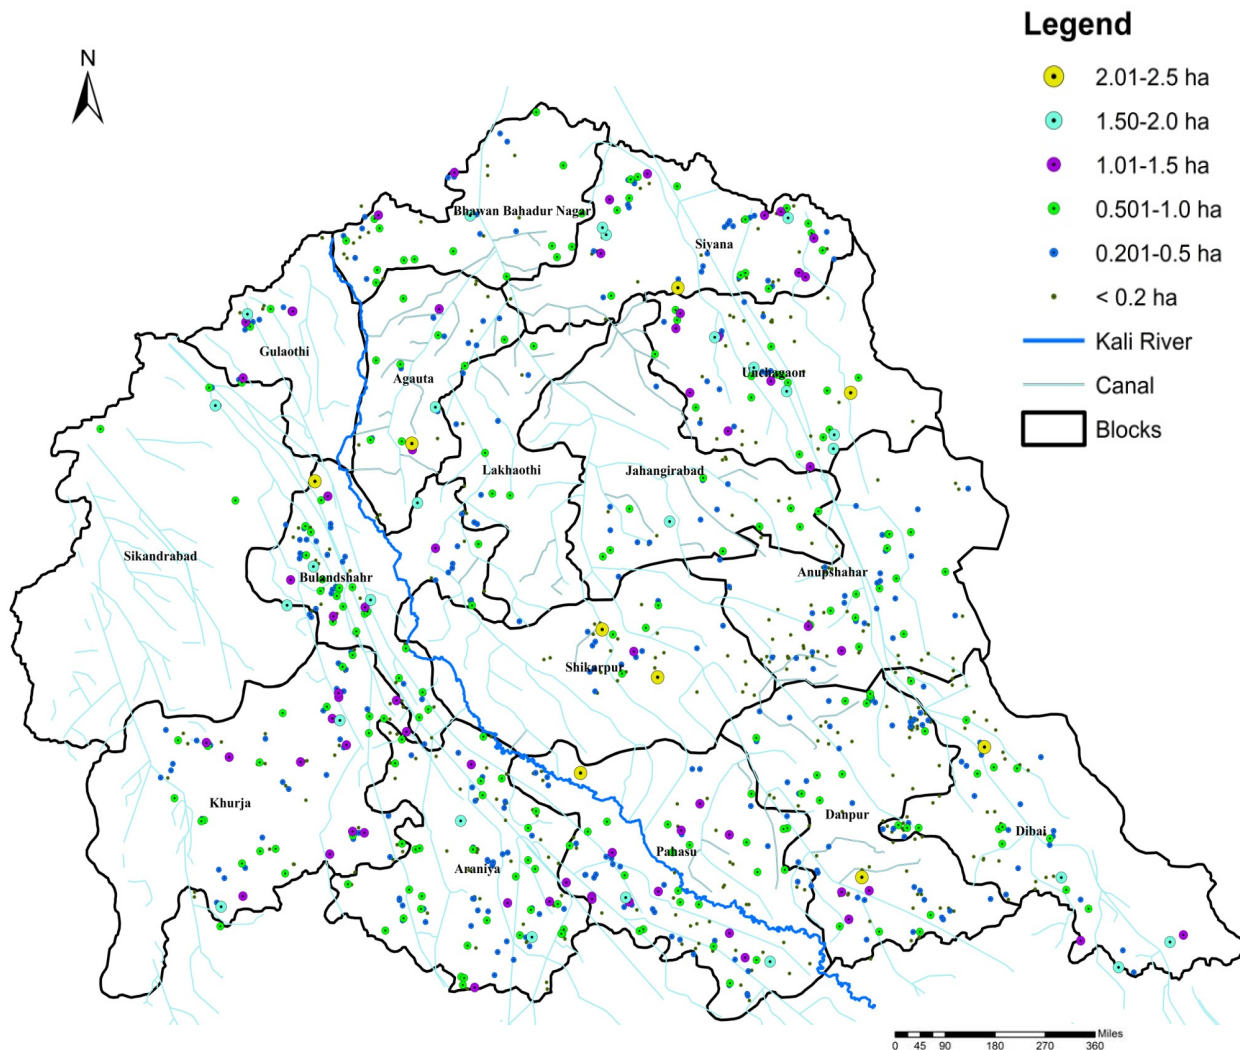 Legend
N
2.01-2.5 ha
1.50-2.0 ha
1.01-1.5 ha
0.501-1.0 ha
0.201-0.5 ha
< 0.2 ha
Kali River
Canal
Blocks
Bhawan Bahadur Nagar
Siyana
Gulaothi
Agauta
Unchagaon
Lakhaothi
Jahangirabad
Sikandrabad
Bulandshahr
Anupshahar
Shikarpur
Khurja
Danpur
Dibai
Pahasu
Araniya
Miles
0 45 90 180 270 360